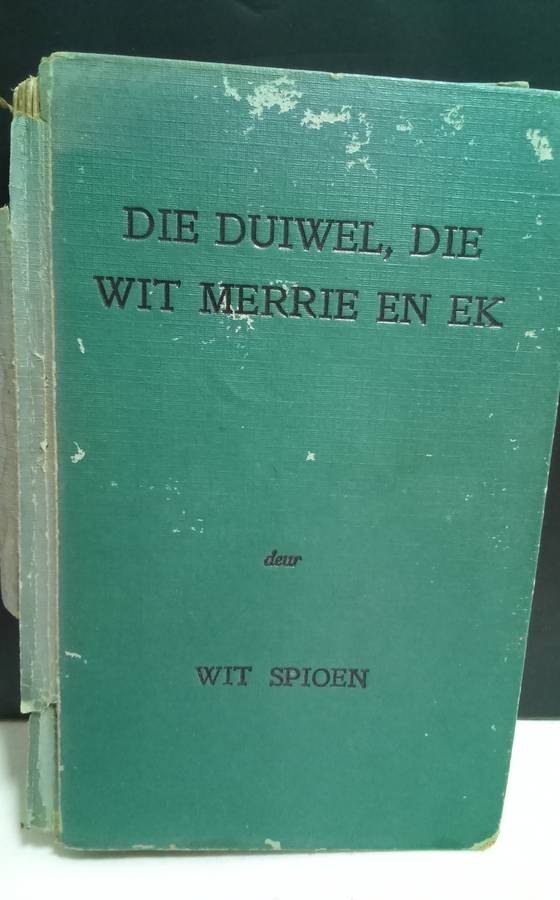 DIE DUIWEL, DIE
WIT MERRIE EN EK
deur
WIT SPIOEN